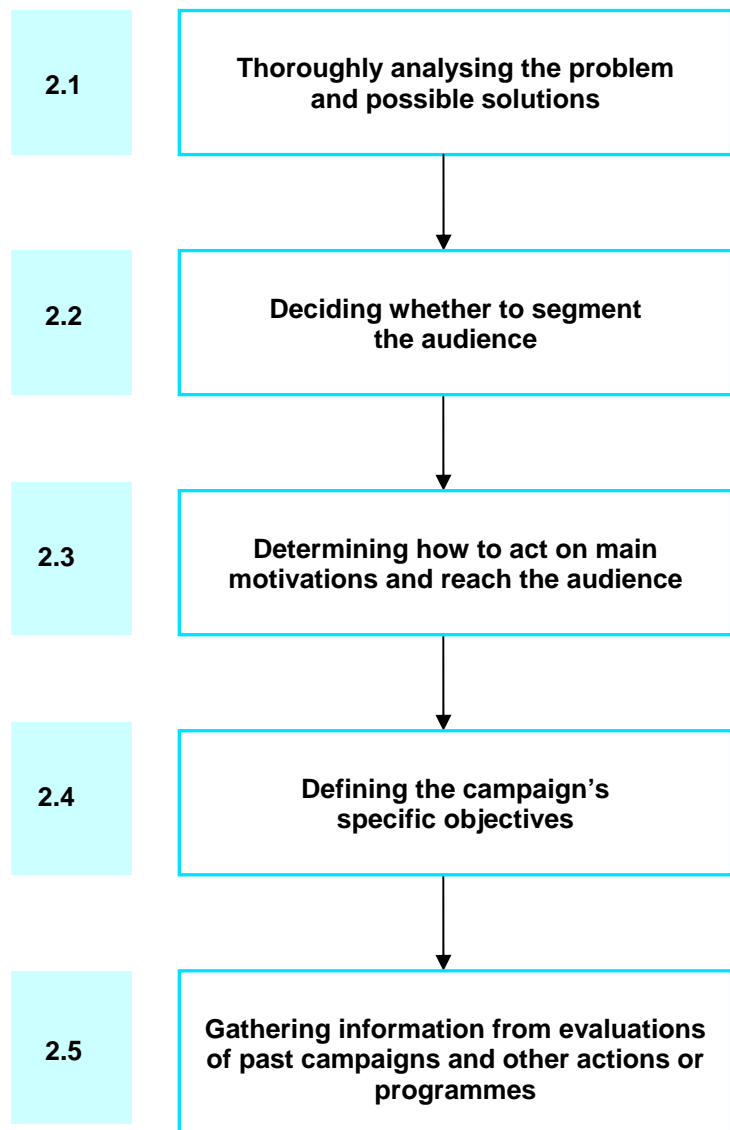 2.1
Thoroughly analysing the problem
and possible solutions
2.2
Deciding whether to segment
the audience
2.3
Determining how to act on main
motivations and reach the audience
2.4
Defining the campaign’s
specific objectives
2.5
Gathering information from evaluations
of past campaigns and other actions or
programmes